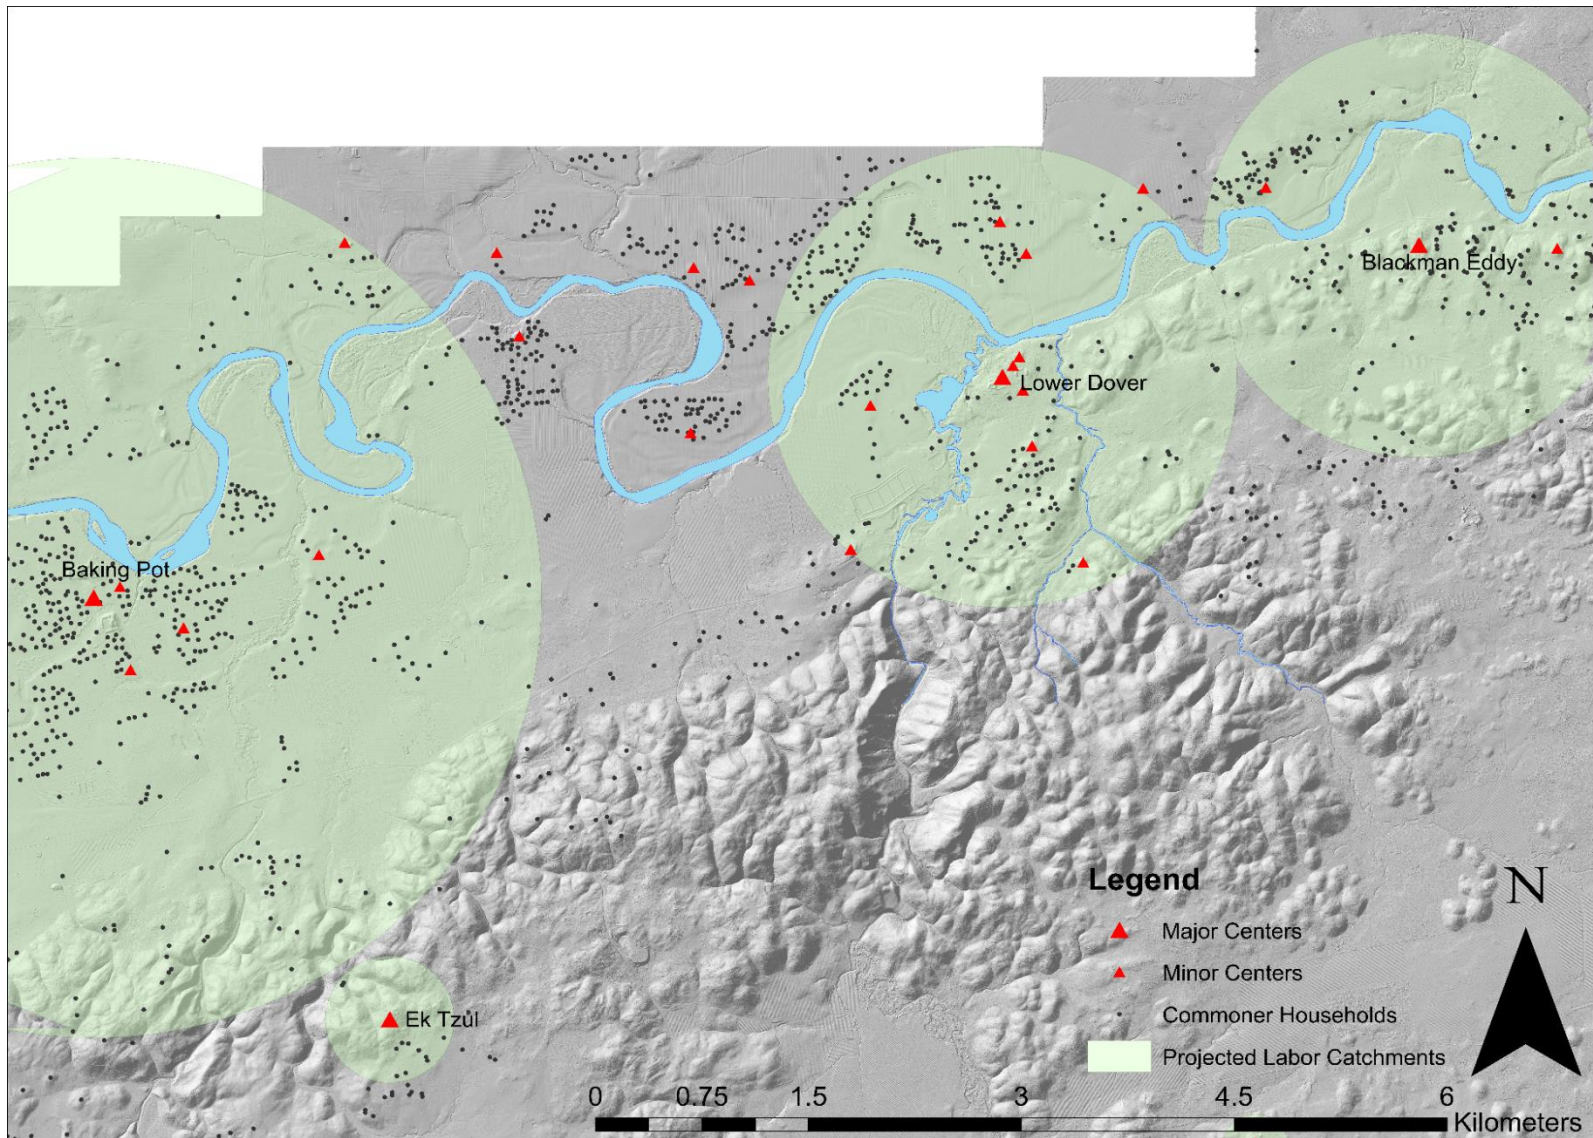 Blackman Eddy
Lower Dover
Baking Pot
Ek Tzul
Legend
N
Major Centers
Minor Centers
Commoner Households
Projected Labor Catchments
0 0.75 1.5 3 4.5 6
Kilometers